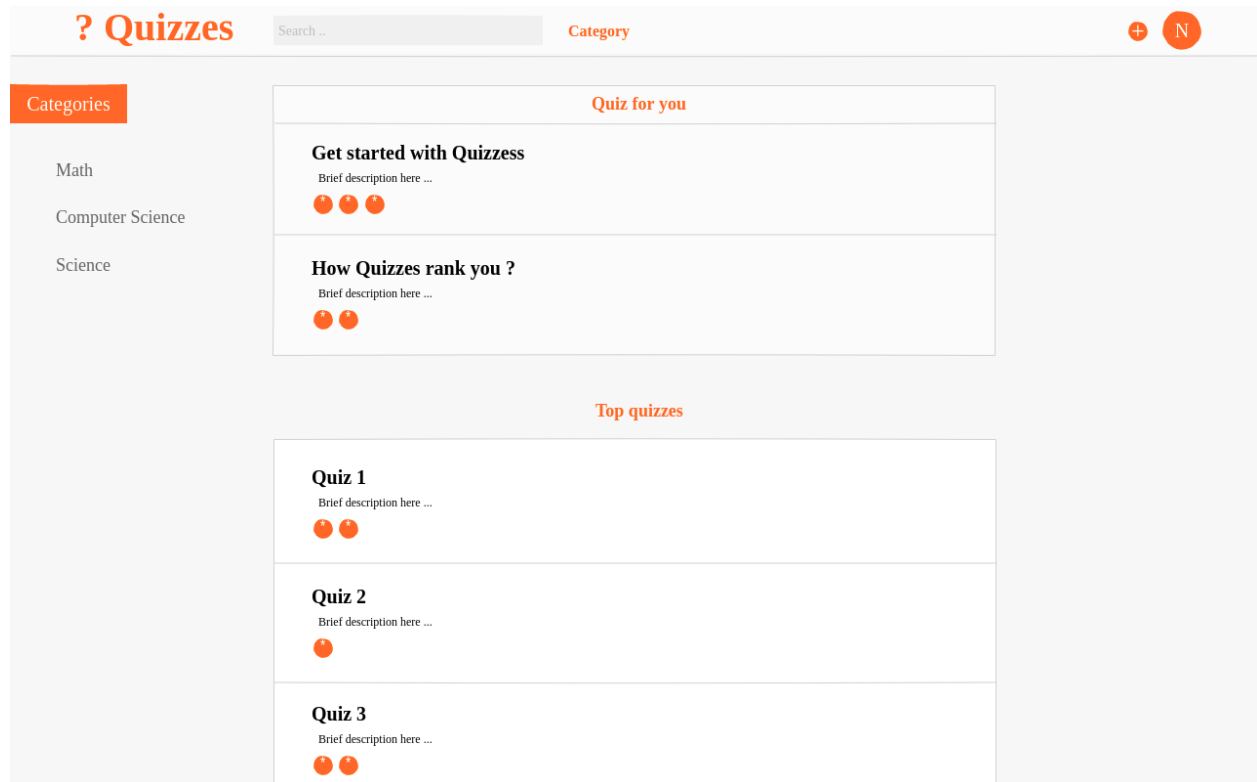 ? Quizzes
Search ..
Category
+
N
Categories
Math
Computer Science
Science
Quiz for you
Get started with Quizzess
Brief description here ...
* * *
How Quizzes rank you ?
Brief description here ...
* *
Top quizzes
Quiz 1
Brief description here ...
* *
Quiz 2
Brief description here ...
*
Quiz 3
Brief description here ...
* *